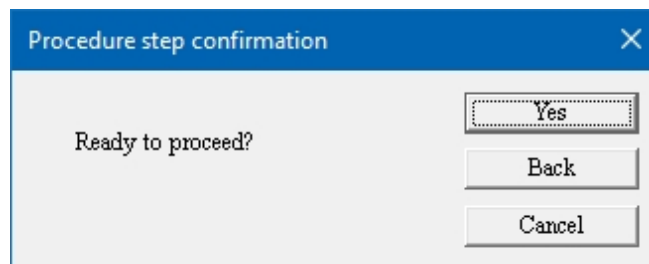 Procedure step confirmation
Ready to proceed?
Yes
Back
Cancel